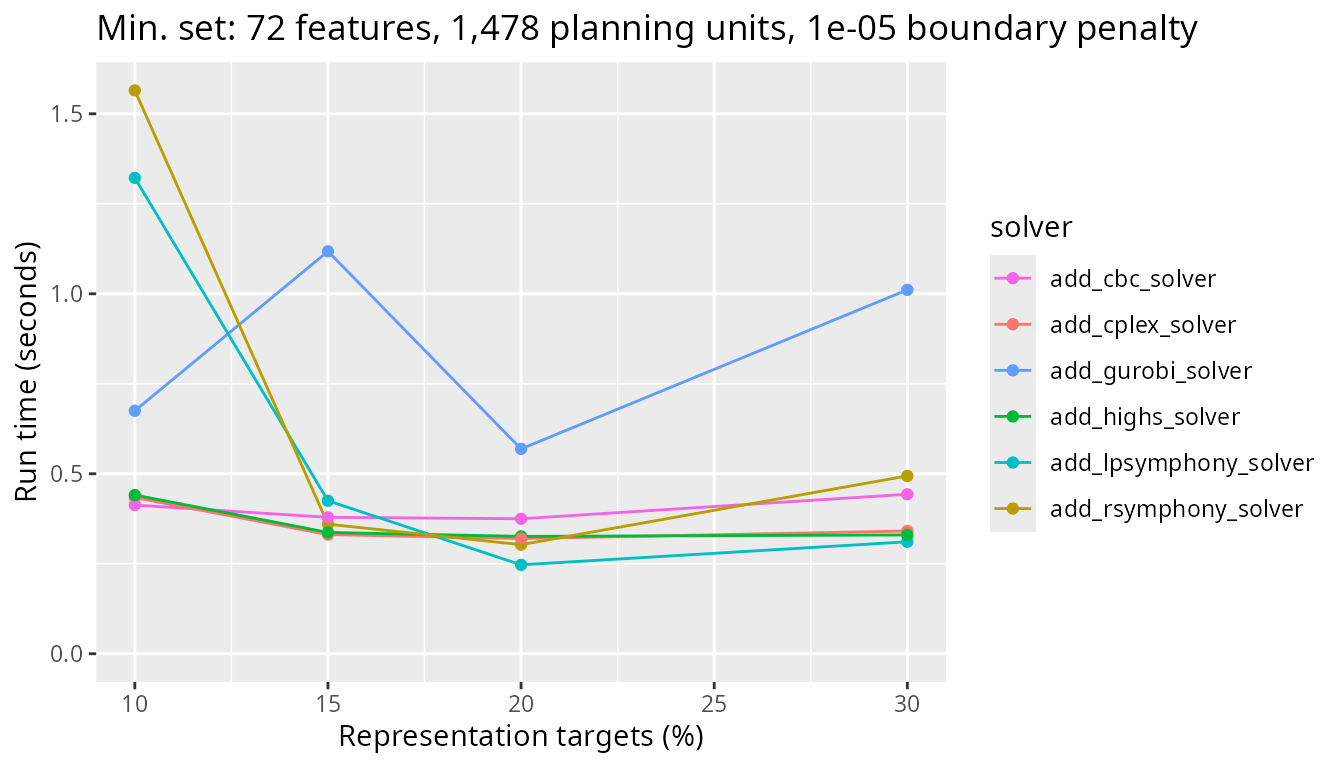 Min. set: 72 features, 1,478 planning units, 1e-05 boundary penalty
Run time (seconds)
1.5
1.0
0.5
0.0
10 15 20 25 30
Representation targets (%)
solver
add_cbc_solver
add_cplex_solver
add_gurobi_solver
add_highs_solver
add_lpsymphony_solver
add_rsymphony_solver